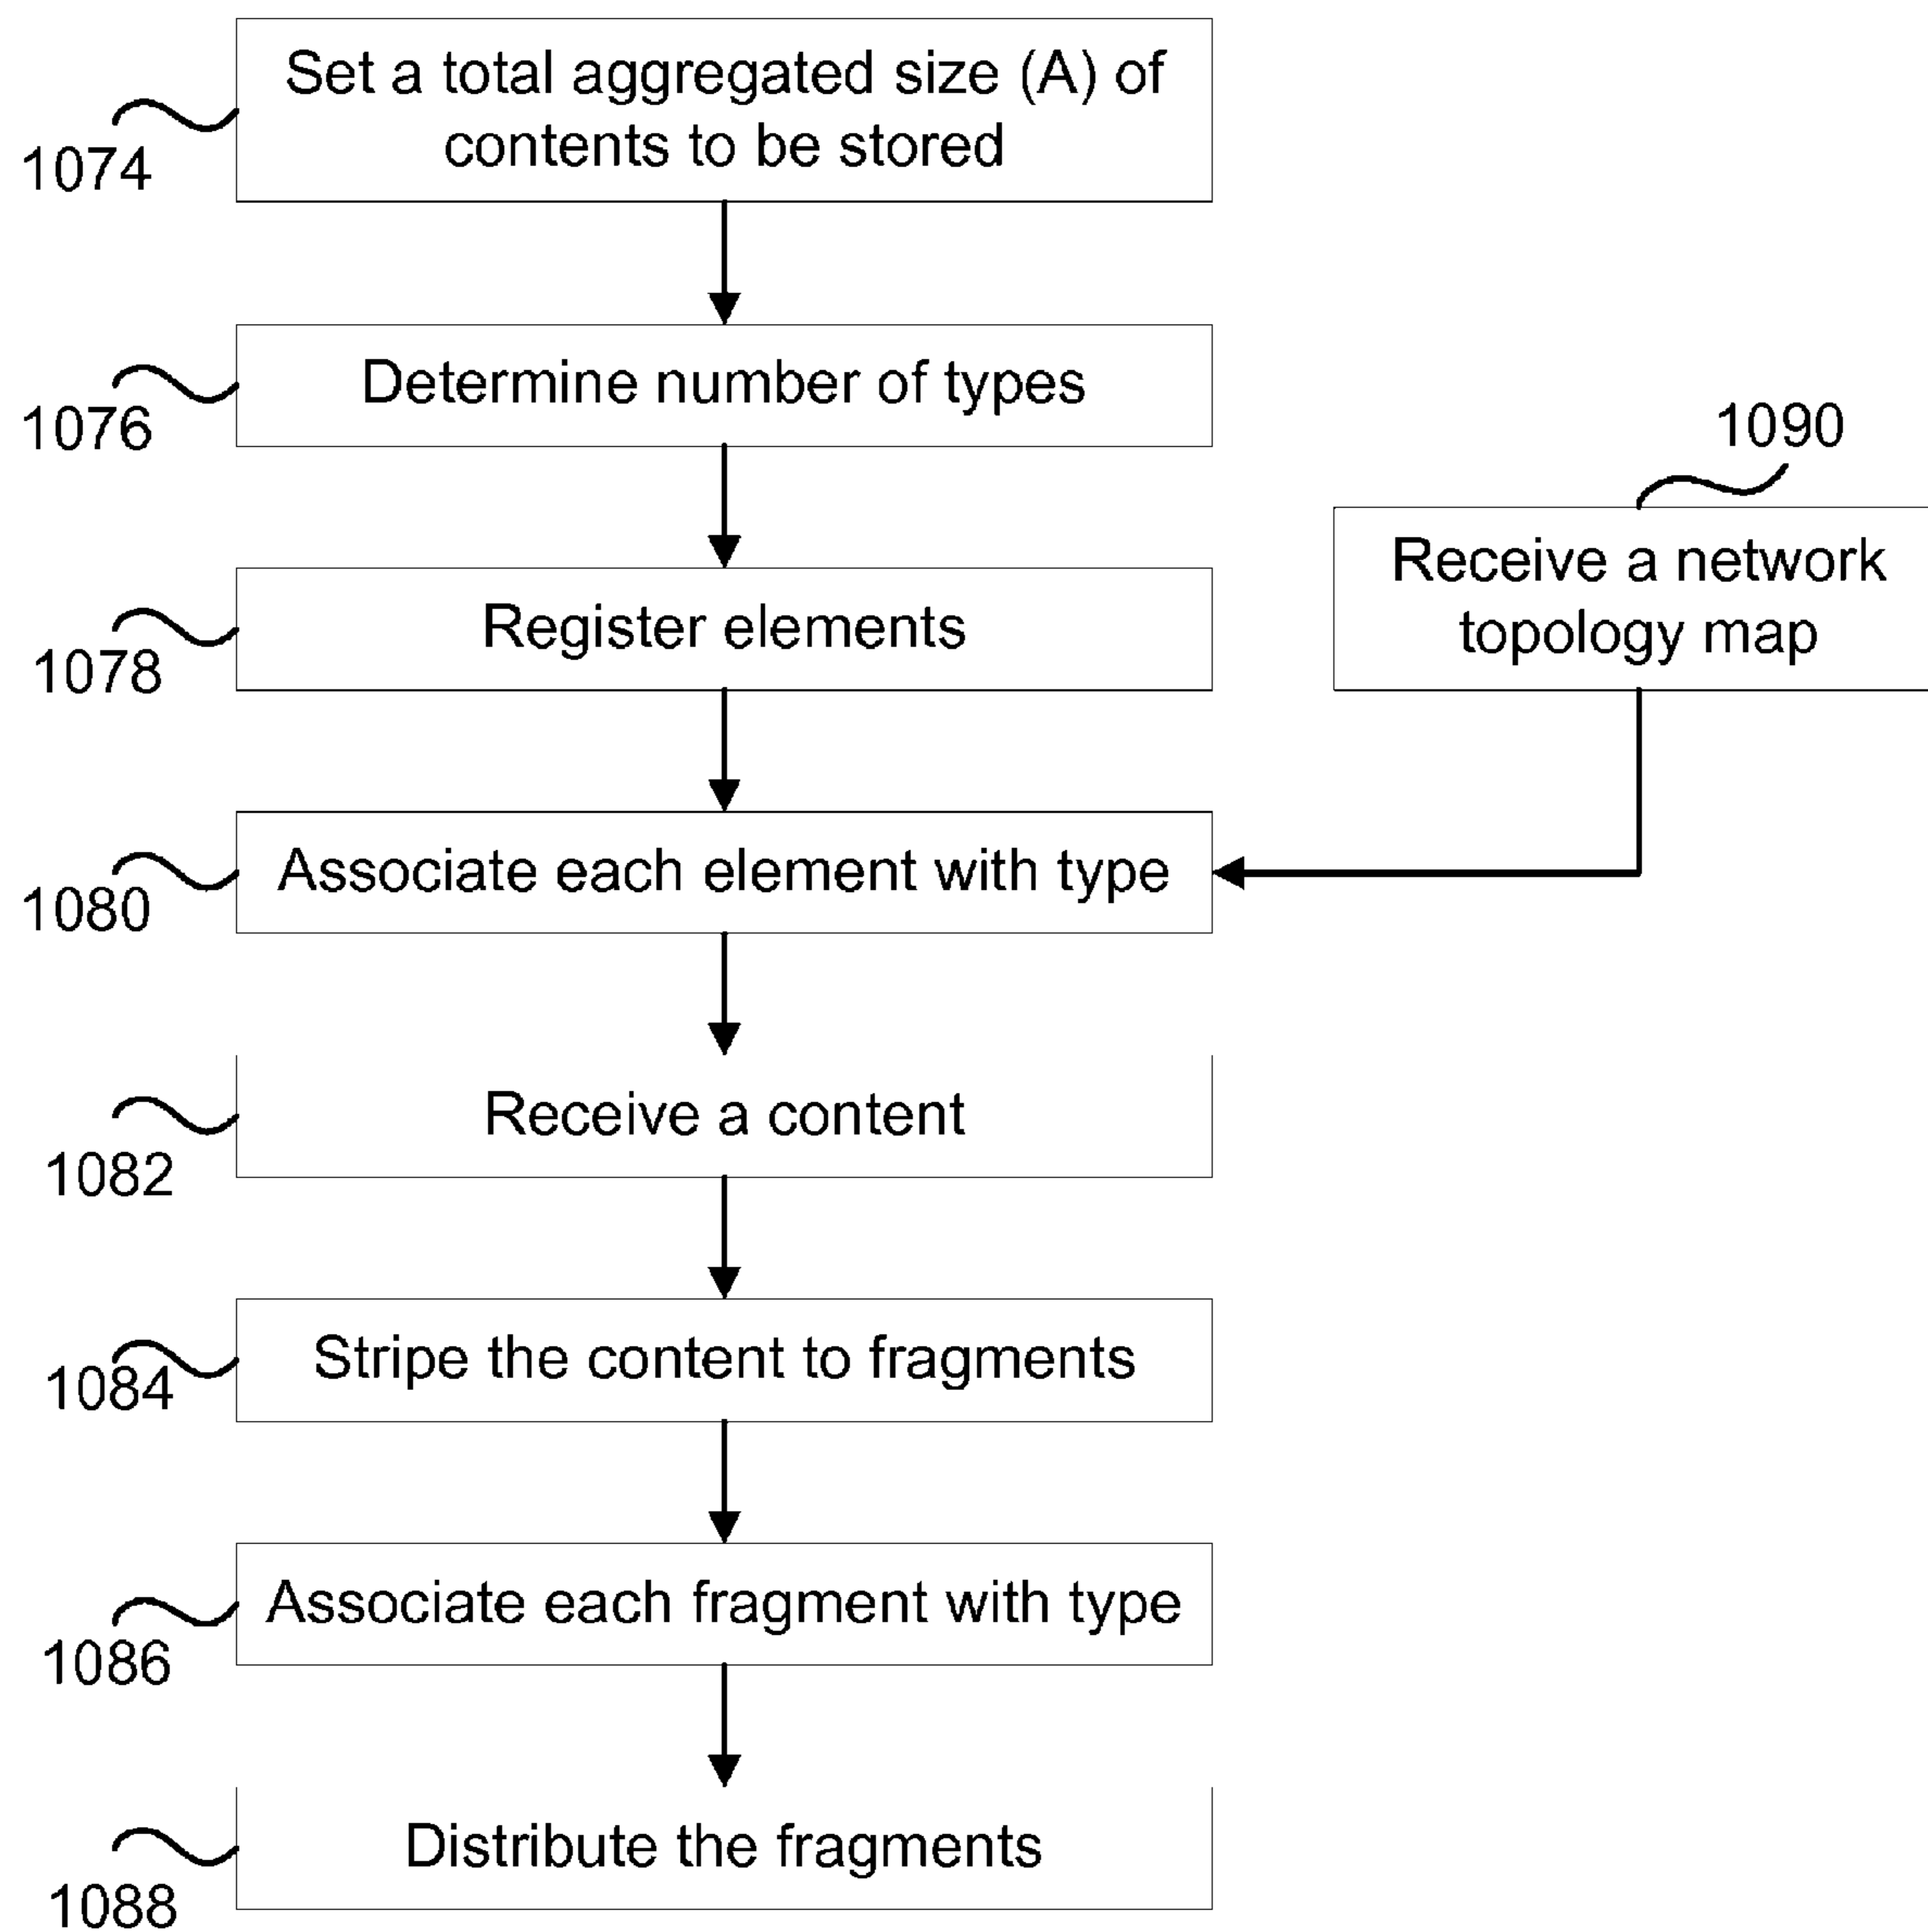 Set a total aggregated size (A) of
contents to be stored
1074
Determine number of types
1076
1090
Receive a network
topology map
Register elements
1078
Associate each element with type
1080
Receive a content
1082
Stripe the content to fragments
1084
Associate each fragment with type
1086
Distribute the fragments
1088